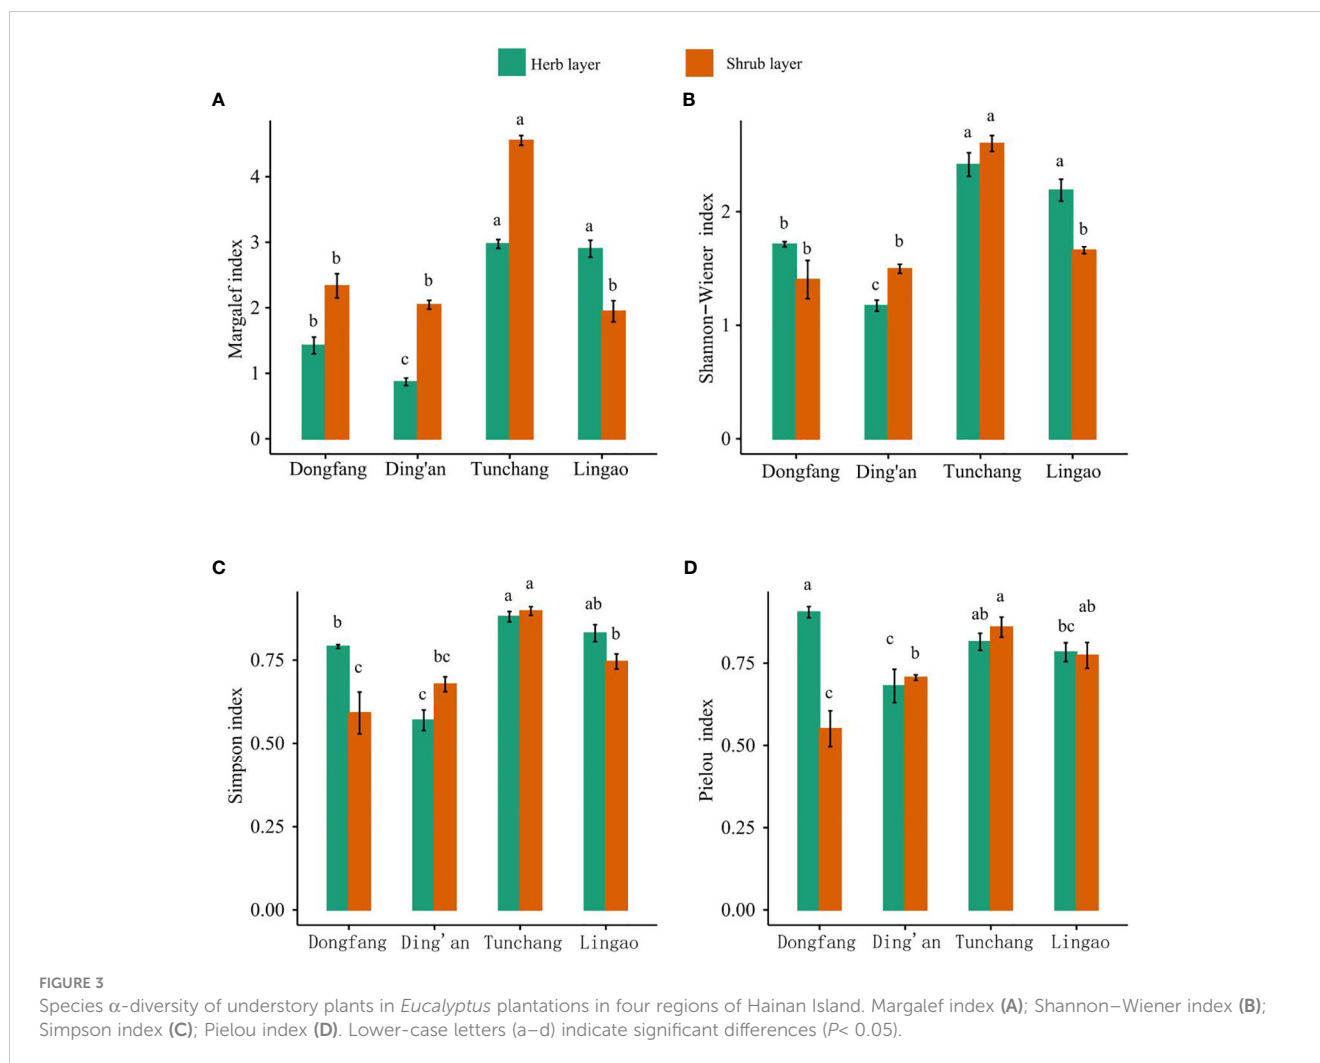 Herb layer
Shrub layer
A
Margalef index
4
3
2
1
0
b
b
c
b
a
a
a
b
Dongfang
Ding'an
Tunchang
Lingao
B
Shannon–Wiener index
2
1
0
b
b
c
b
a
a
a
b
Dongfang
Ding'an
Tunchang
Lingao
C
Simpson index
0.75
0.50
0.25
0.00
b
c
c
bc
a
a
ab
b
Dongfang
Ding'an
Tunchang
Lingao
D
Pielou index
0.75
0.50
0.25
0.00
a
c
c
b
ab
a
bc
ab
Dongfang
Ding'an
Tunchang
Lingao
FIGURE 3
Species α-diversity of understory plants in Eucalyptus plantations in four regions of Hainan Island. Margalef index (A); Shannon–Wiener index (B);
Simpson index (C); Pielou index (D). Lower-case letters (a–d) indicate significant differences (P< 0.05).